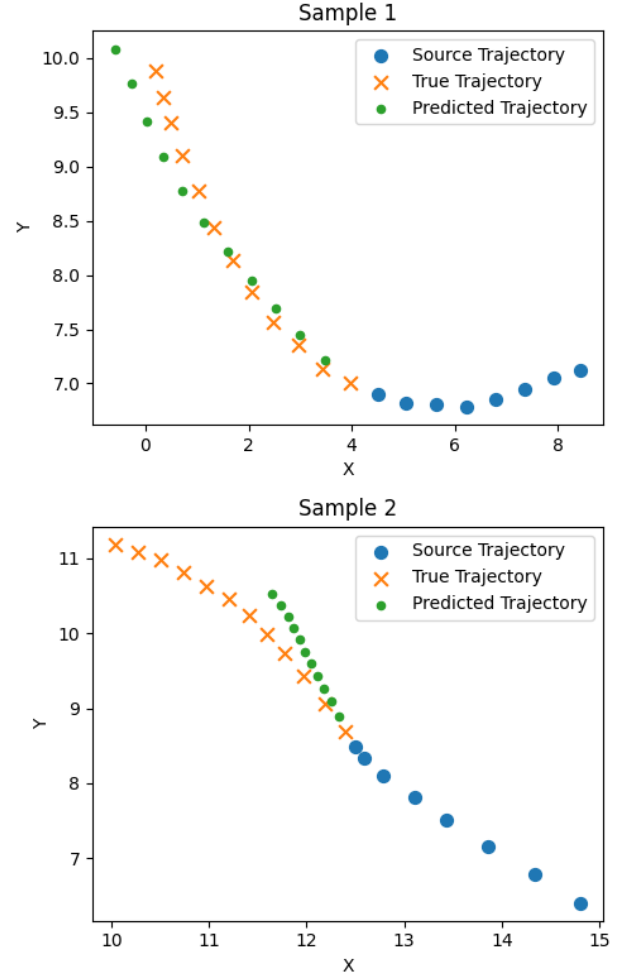 Sample 1
Source Trajectory
True Trajectory
Predicted Trajectory
10.0
9.5
9.0
8.5
8.0
7.5
7.0
Y
0 2 4 6 8
X
Sample 2
Source Trajectory
True Trajectory
Predicted Trajectory
11
10
9
8
7
Y
10 11 12 13 14 15
X